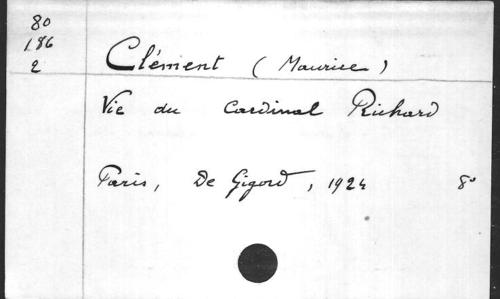 80
186
2
Clément (Maurice)
Vie du Cardinal Richard
Paris, De Gigord, 1924 8°